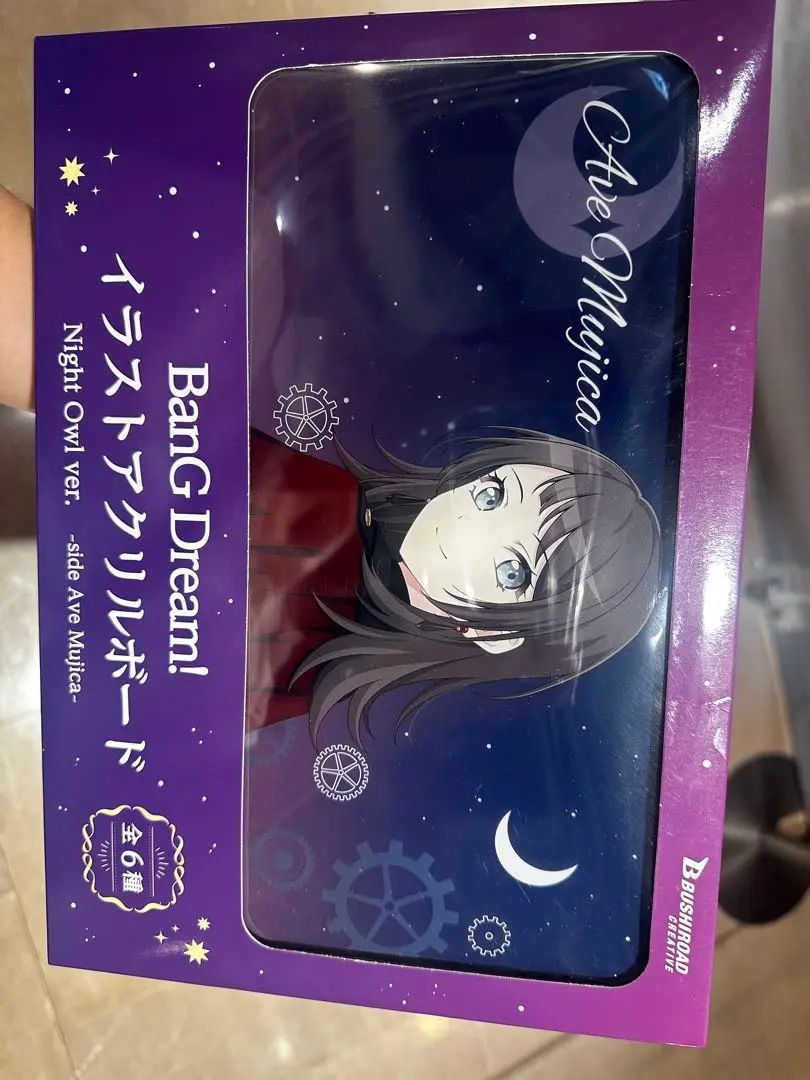 Ave Mujica
BanG Dream!
イラストアクリルボード
Night Owl ver. -side Ave Mujica-
全6種
BUSHIROAD
CREATIVE